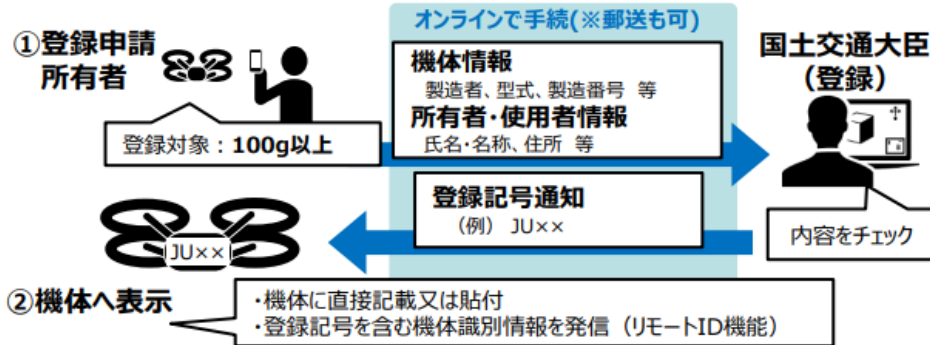 オンラインで手続(※郵送も可)
①登録申請
所有者
機体情報
製造者、型式、製造番号 等
所有者・使用者情報
氏名・名称、住所 等
国土交通大臣
（登録）
登録対象：100g以上
登録記号通知
（例） JU××
内容をチェック
JU××
②機体へ表示
・機体に直接記載又は貼付
・登録記号を含む機体識別情報を発信（リモートID機能）